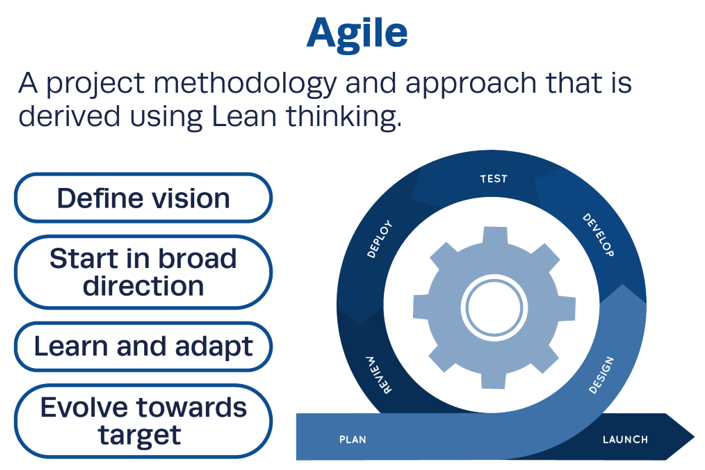 Agile
A project methodology and approach that is
derived using Lean thinking.
Define vision
Start in broad
direction
Learn and adapt
Evolve towards
target
PLAN
DESIGN
DEVELOP
TEST
DEPLOY
REVIEW
LAUNCH